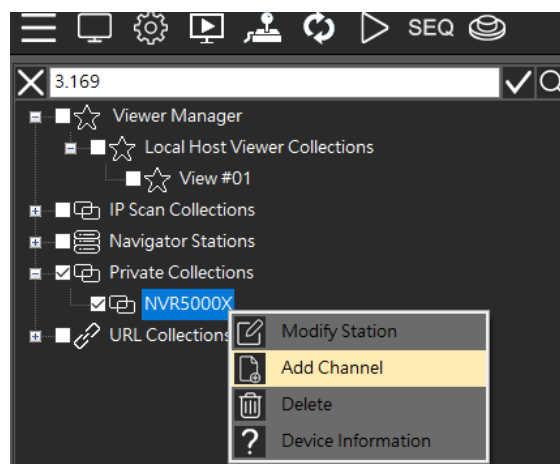 SEQ
3.169
Viewer Manager
Local Host Viewer Collections
View #01
IP Scan Collections
Navigator Stations
Private Collections
NVR5000X
URL Collections
Modify Station
Add Channel
Delete
Device Information